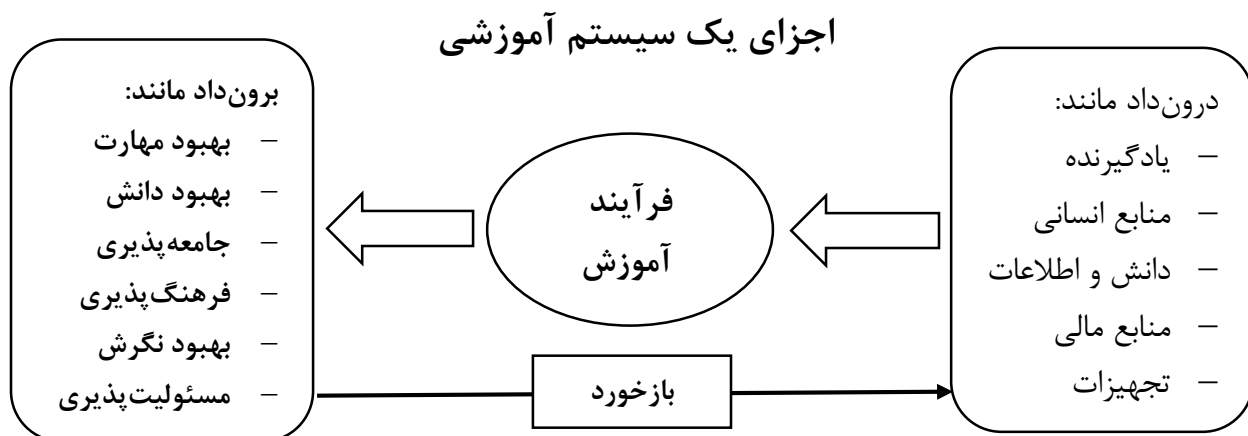 اجزای یک سیستم آموزشی
درون‌داد مانند:
– یادگیرنده
– منابع انسانی
– دانش و اطلاعات
– منابع مالی
– تجهیزات
فرآیند
آموزش
برون‌داد مانند:
– بهبود مهارت
– بهبود دانش
– جامعه‌پذیری
– فرهنگ‌پذیری
– بهبود نگرش
– مسئولیت‌پذیری
بازخورد